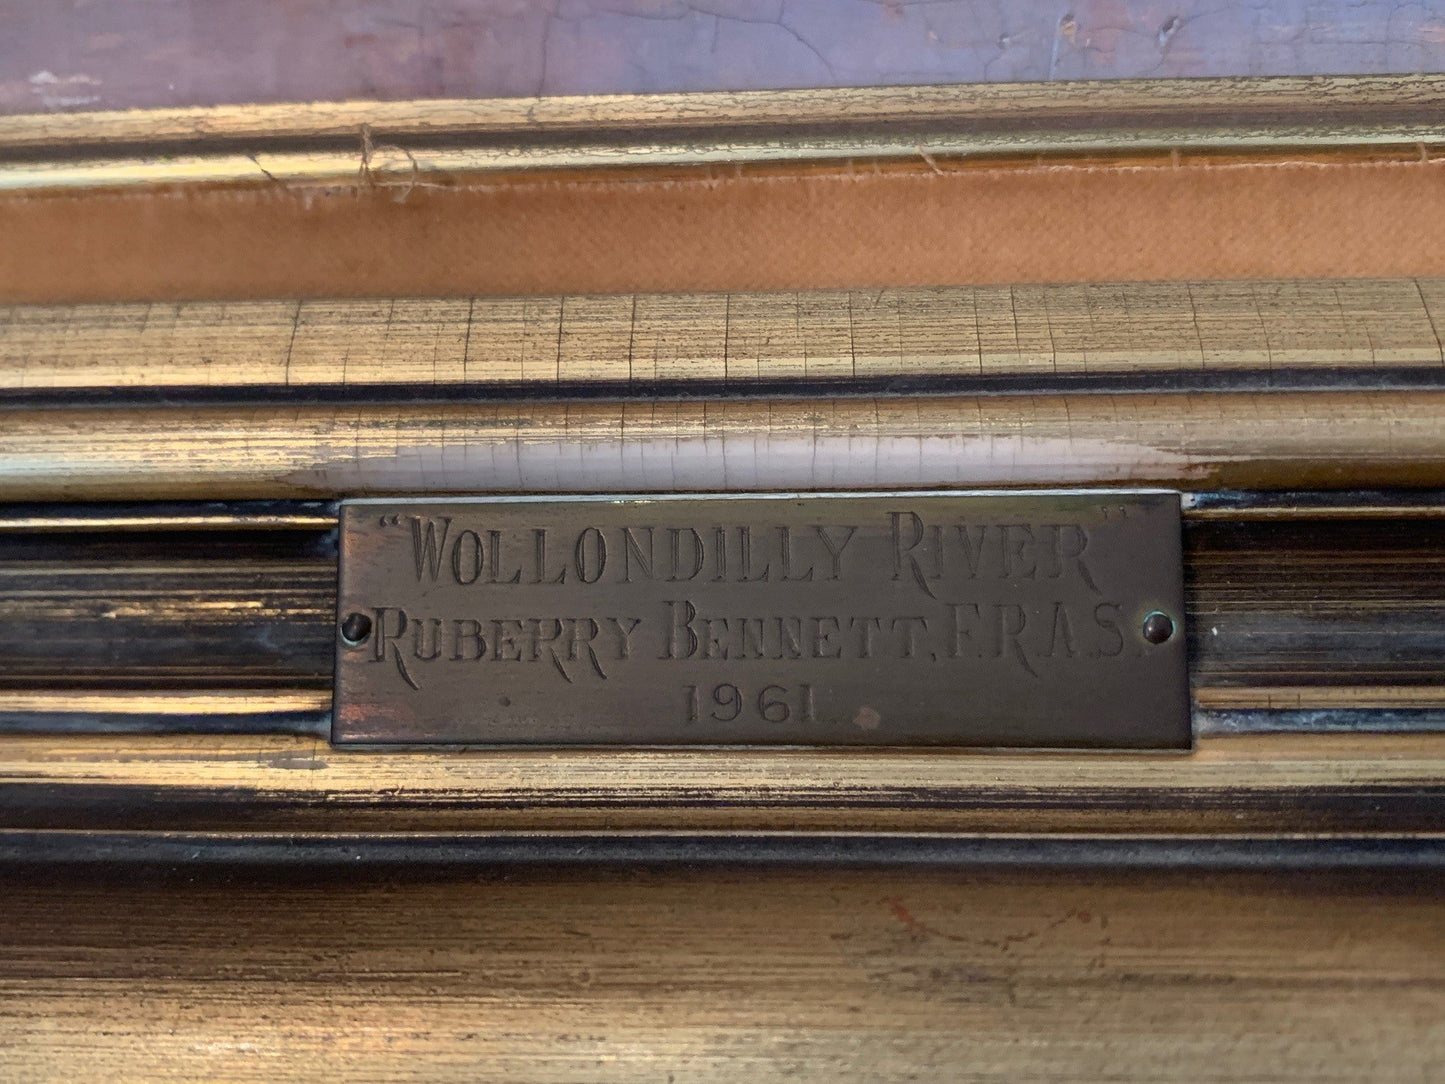 “WOLLONDILLY RIVER”
RUBERRY BENNETT, F.R.A.S.
1961